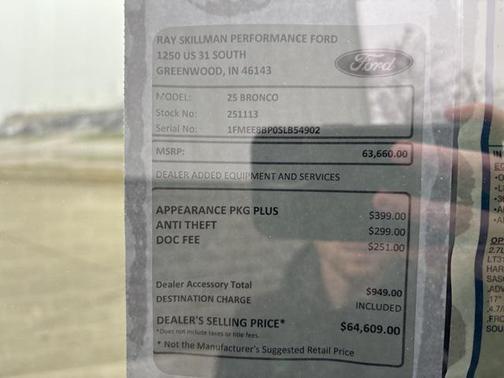 RAY SKILLMAN PERFORMANCE FORD
1250 US 31 SOUTH
GREENWOOD, IN 46143
Ford
MODEL: 25 BRONCO
Stock No: 251113
Serial No: 1FMEE8BP0SLB54902
MSRP: 63,660.00
DEALER ADDED EQUIPMENT AND SERVICES
APPEARANCE PKG PLUS $399.00
ANTI THEFT $299.00
DOC FEE $251.00
Dealer Accessory Total $949.00
DESTINATION CHARGE INCLUDED
DEALER'S SELLING PRICE* $64,609.00
*Does not include taxes or title fees.
* Not the Manufacturer's Suggested Retail Price